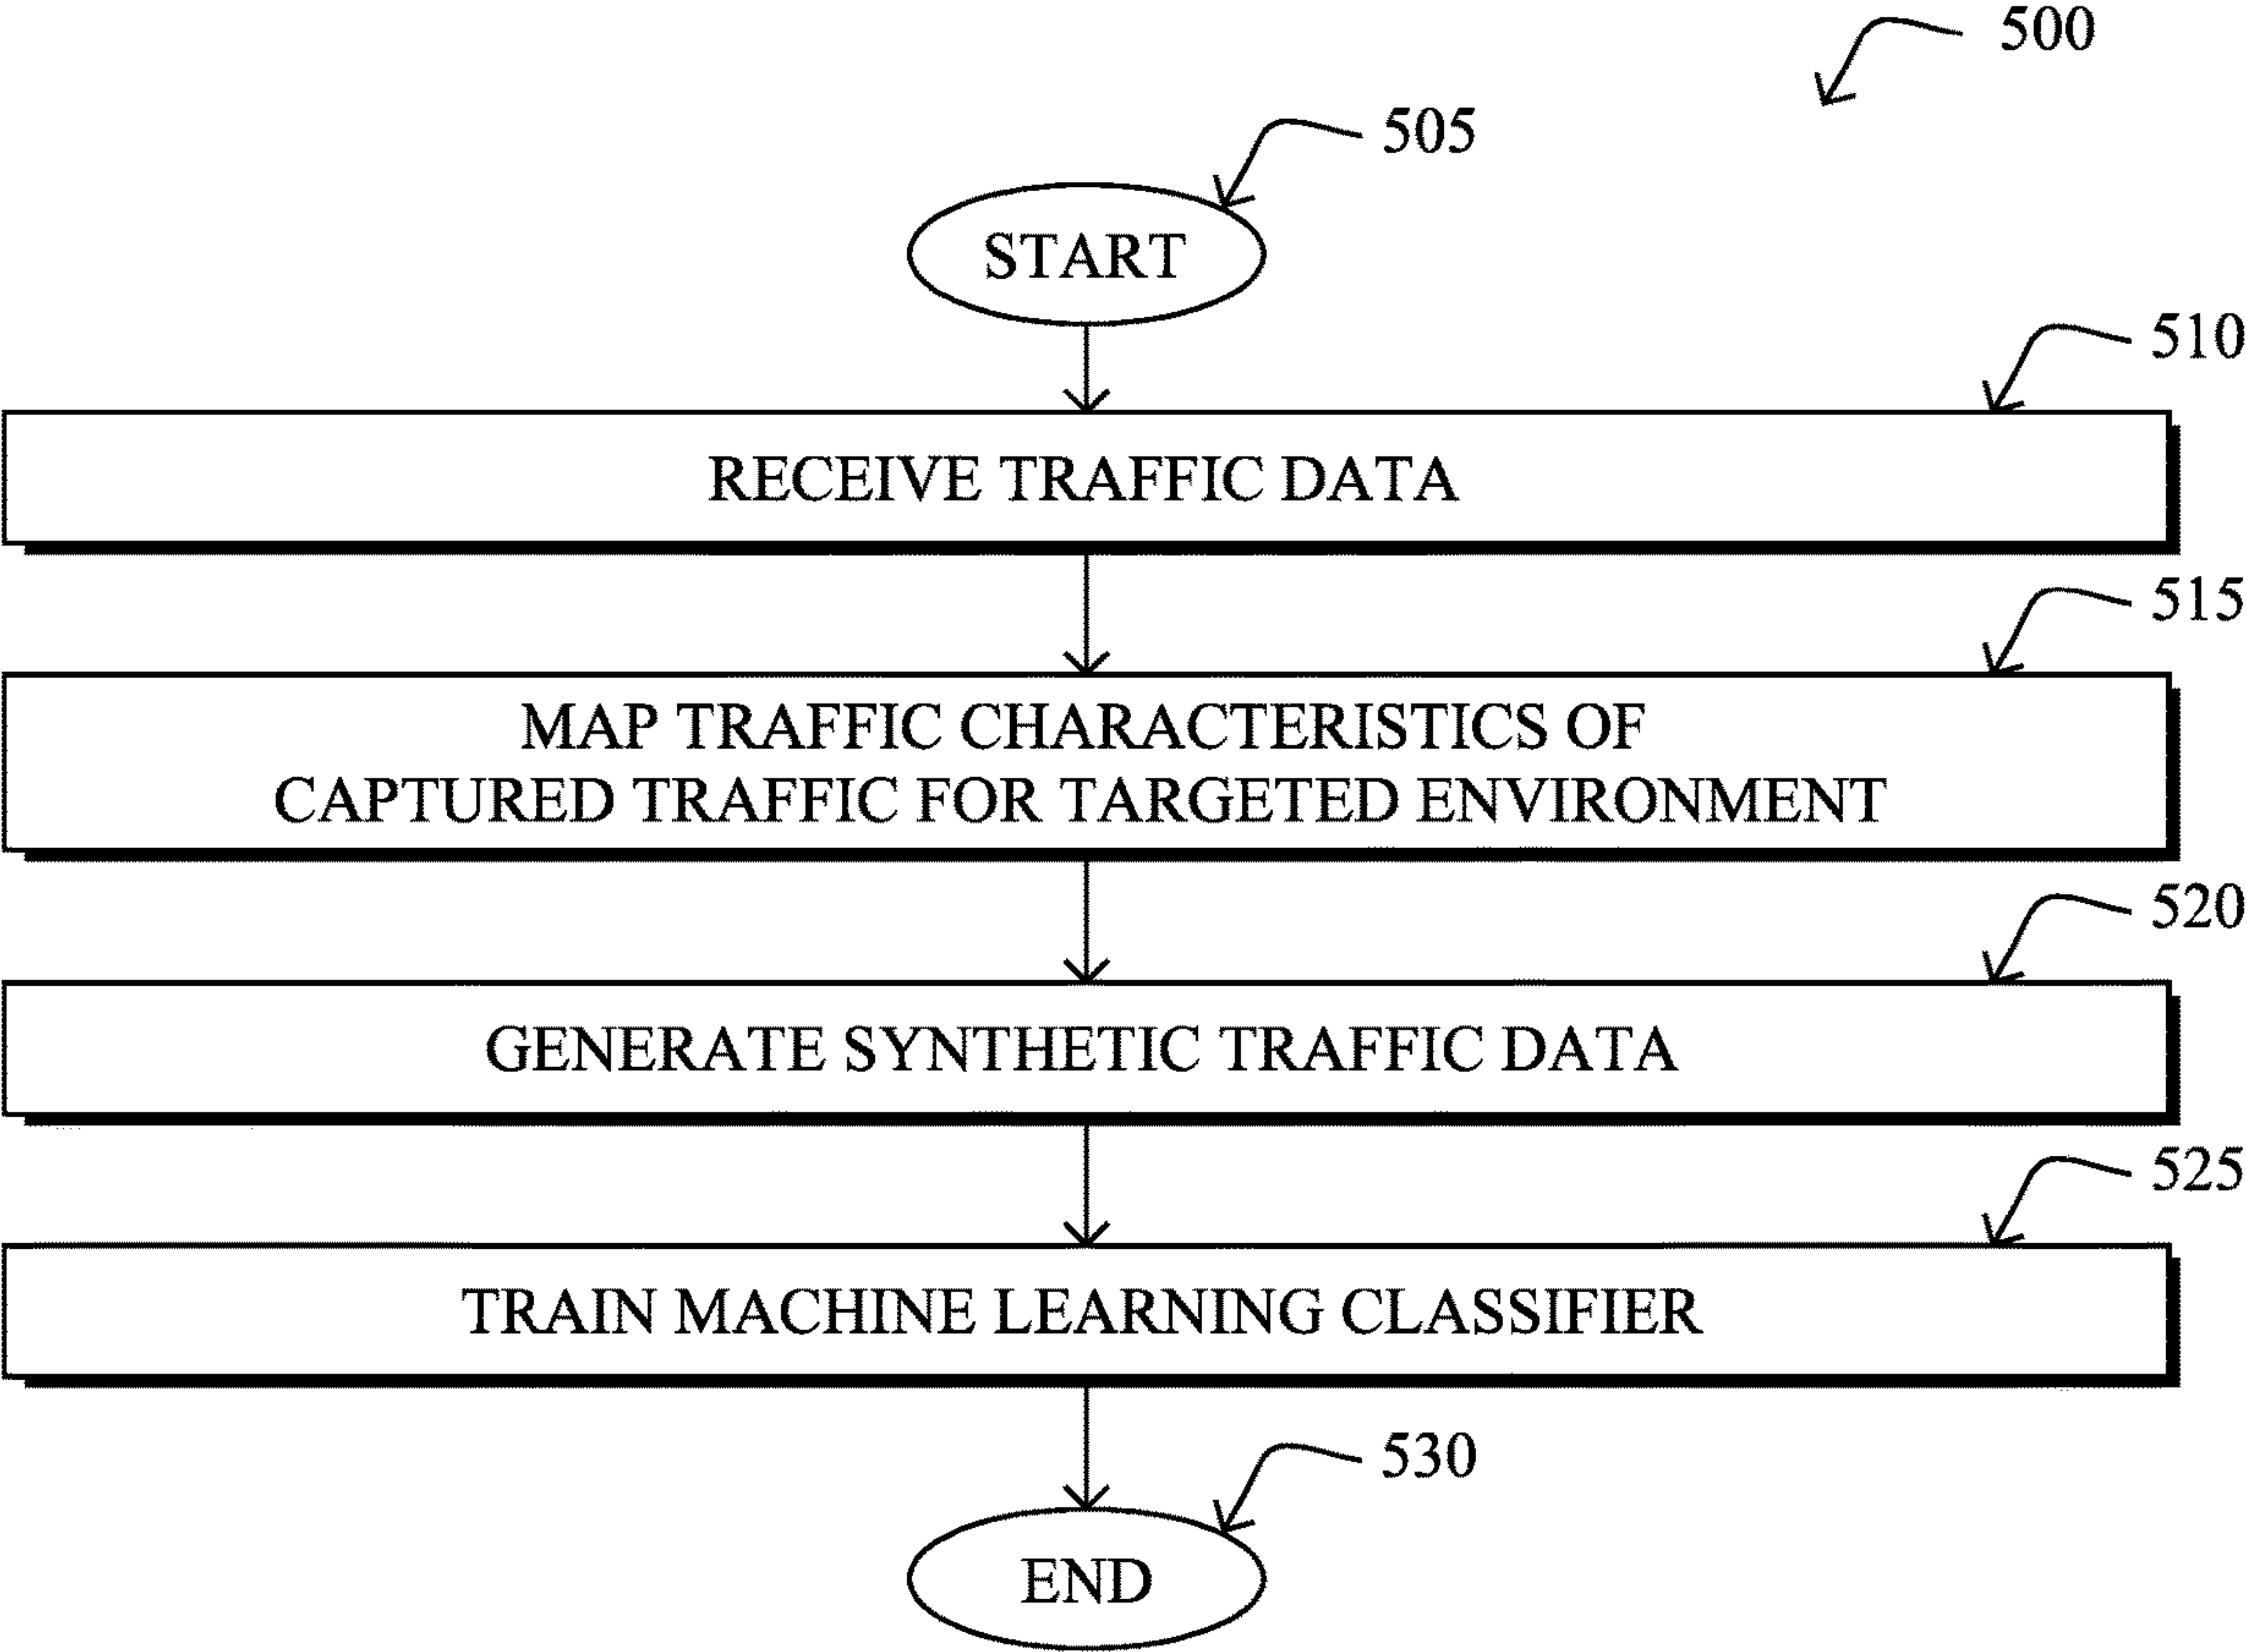 500
505
START
510
RECEIVE TRAFFIC DATA
515
MAP TRAFFIC CHARACTERISTICS OF
CAPTURED TRAFFIC FOR TARGETED ENVIRONMENT
520
GENERATE SYNTHETIC TRAFFIC DATA
525
TRAIN MACHINE LEARNING CLASSIFIER
530
END